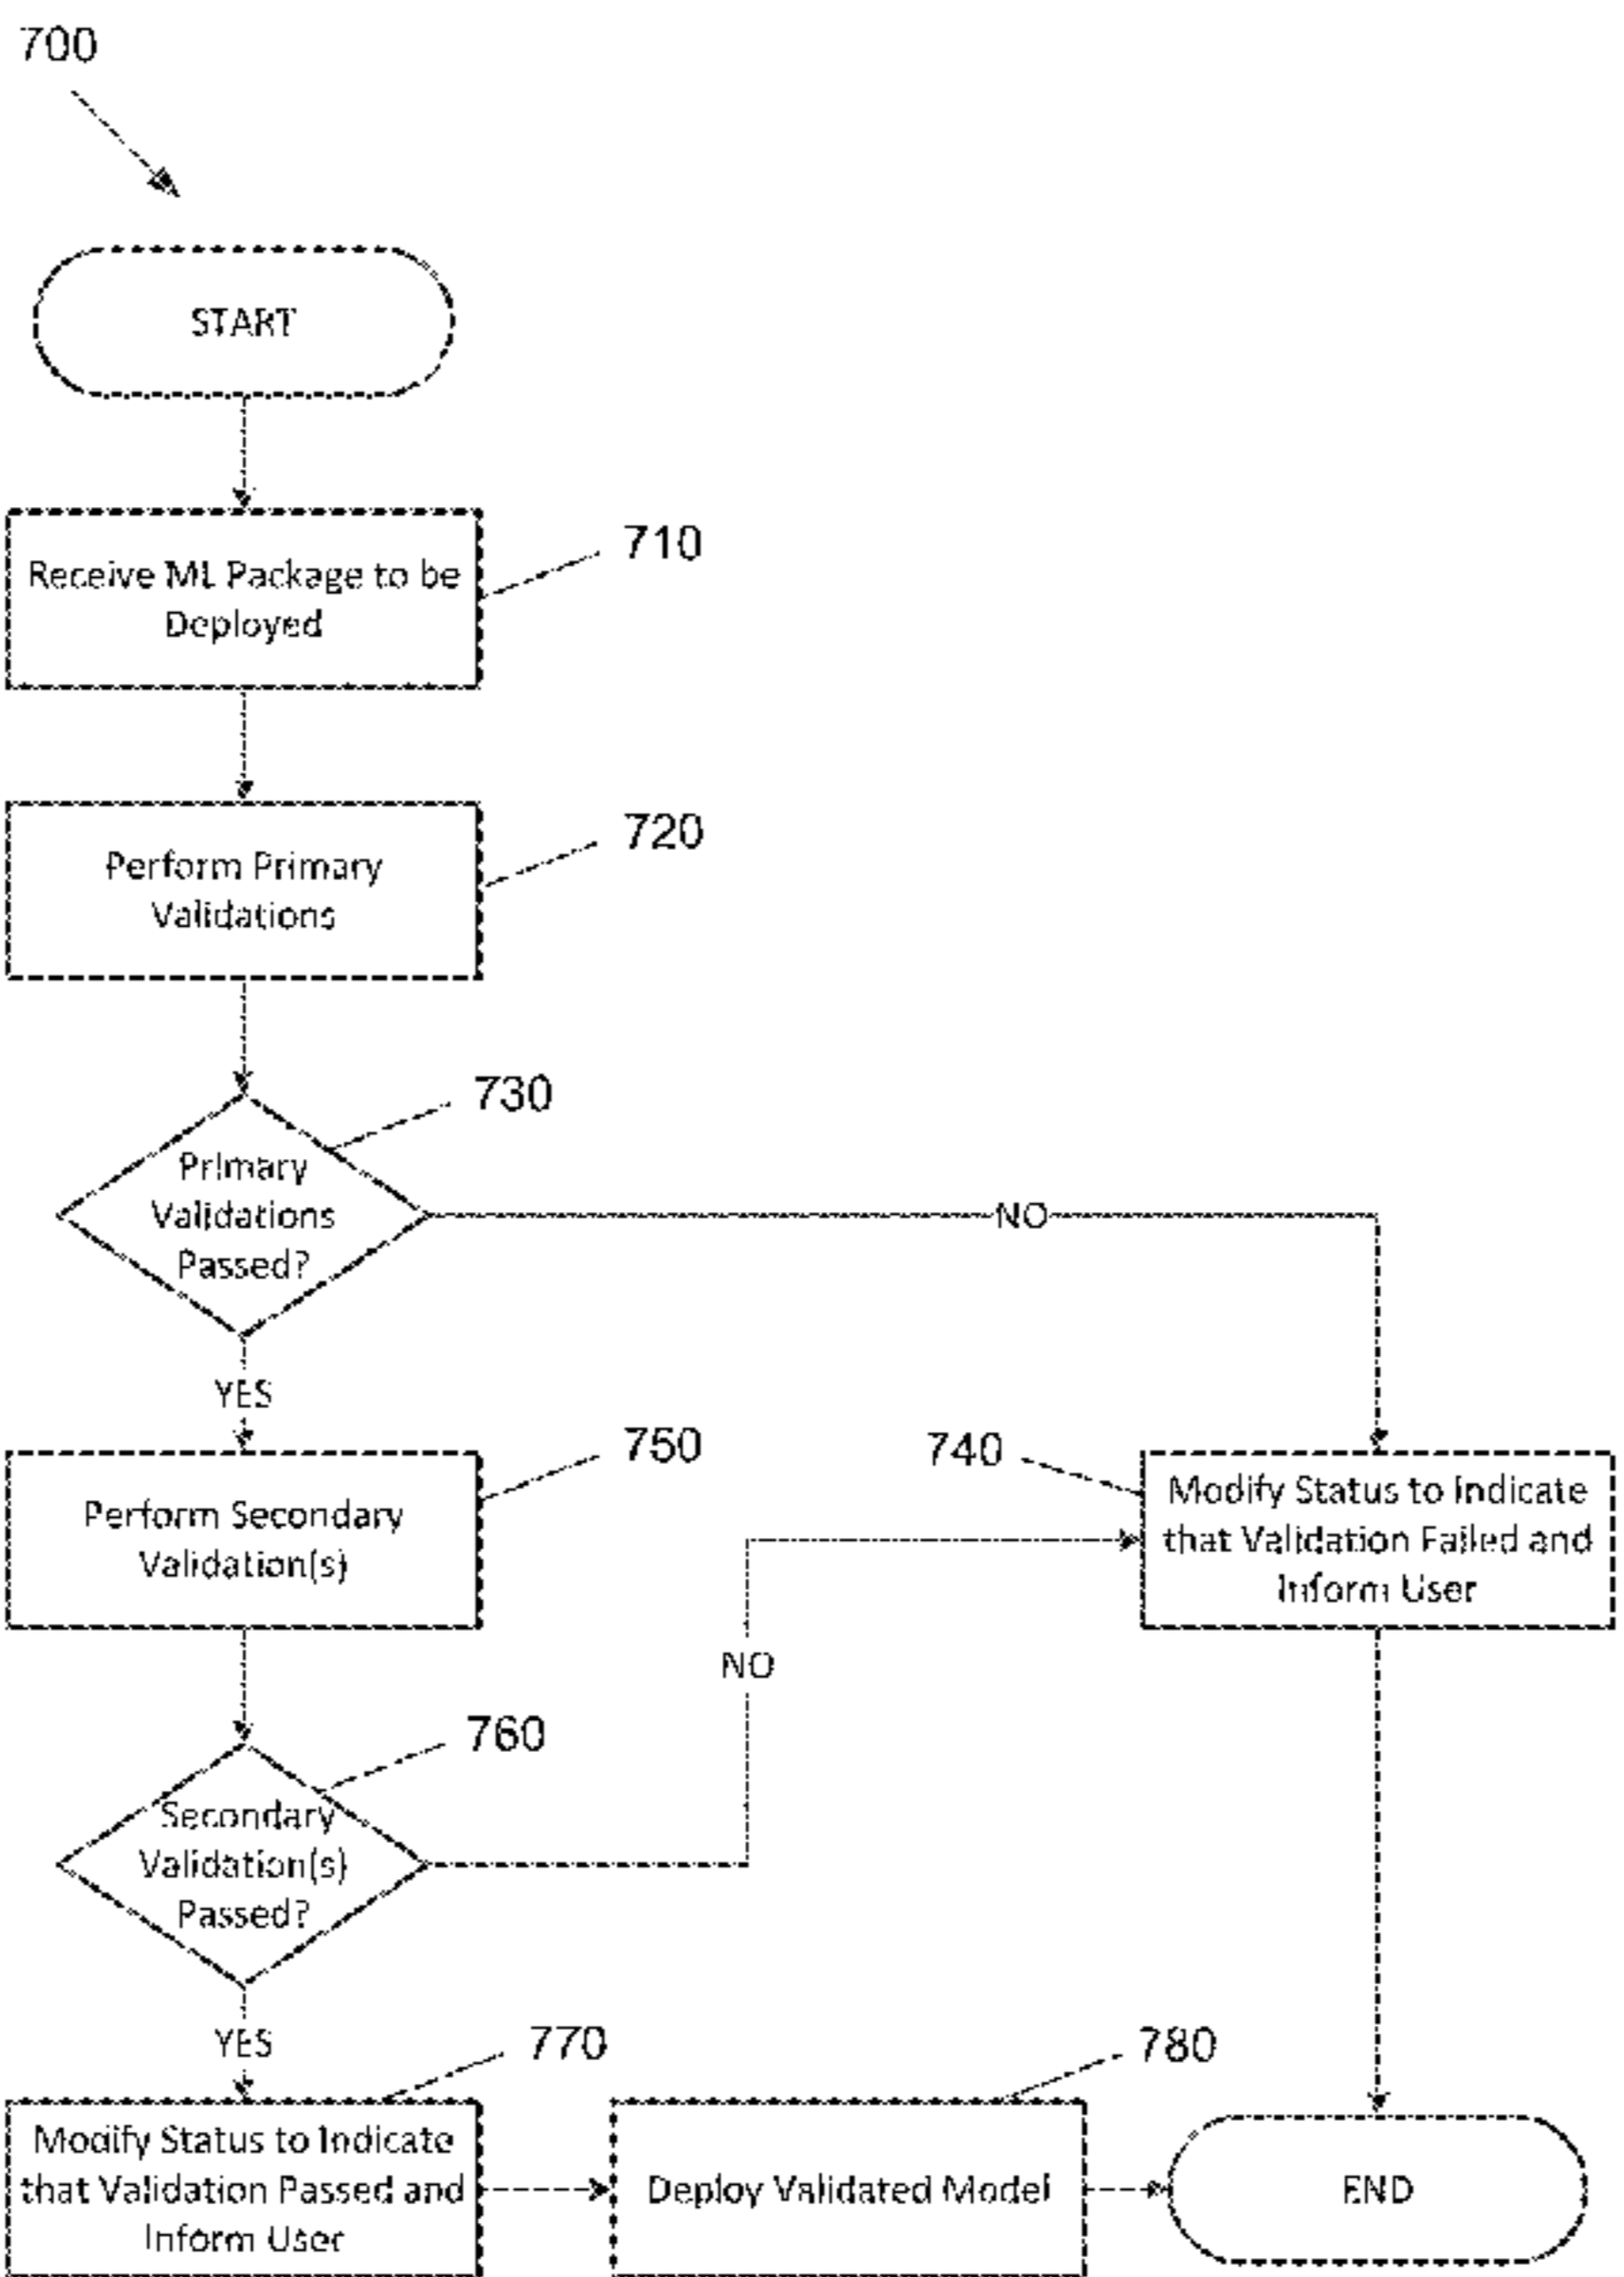 700
START
Receive ML Package to be
Deployed
710
Perform Primary
Validations
720
730
Primary
Validations
Passed?
NO
YES
750
Perform Secondary
Validation(s)
740
Modify Status to Indicate
that Validation Failed and
Inform User
NO
760
Secondary
Validation(s)
Passed?
YES
770
Modify Status to Indicate
that Validation Passed and
Inform User
780
Deploy Validated Model
END